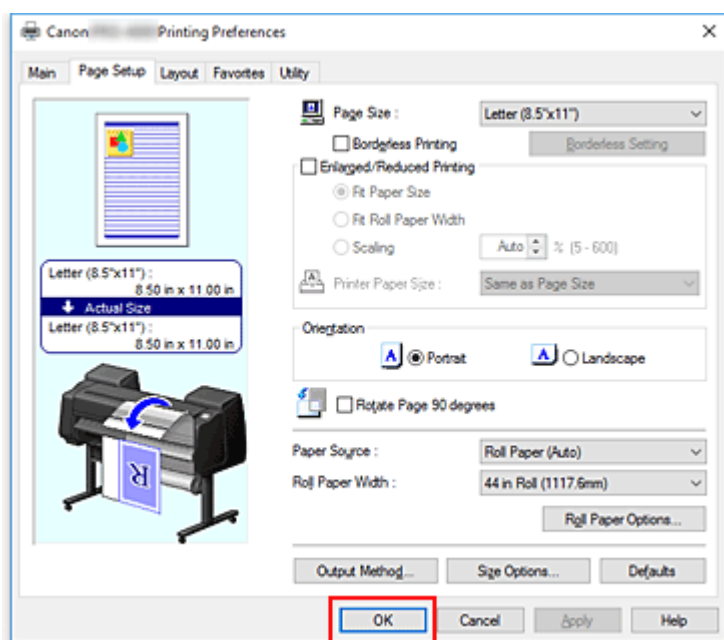 Canon Printing Preferences
Main Page Setup Layout Favorites Utility
Page Size : Letter (8.5"x11")
Borderless Printing Borderless Setting
Enlarged/Reduced Printing
Fit Paper Size
Fit Roll Paper Width
Scaling Auto % (5 - 600)
Printer Paper Size : Same as Page Size
Letter (8.5"x11") :
8.50 in x 11.00 in
Actual Size
Letter (8.5"x11") :
8.50 in x 11.00 in
Orientation
A Portrait A Landscape
Rotate Page 90 degrees
R
Paper Source : Roll Paper (Auto)
Roll Paper Width : 44 in Roll (1117.6mm)
Roll Paper Options...
Output Method... Size Options... Defaults
OK Cancel Apply Help